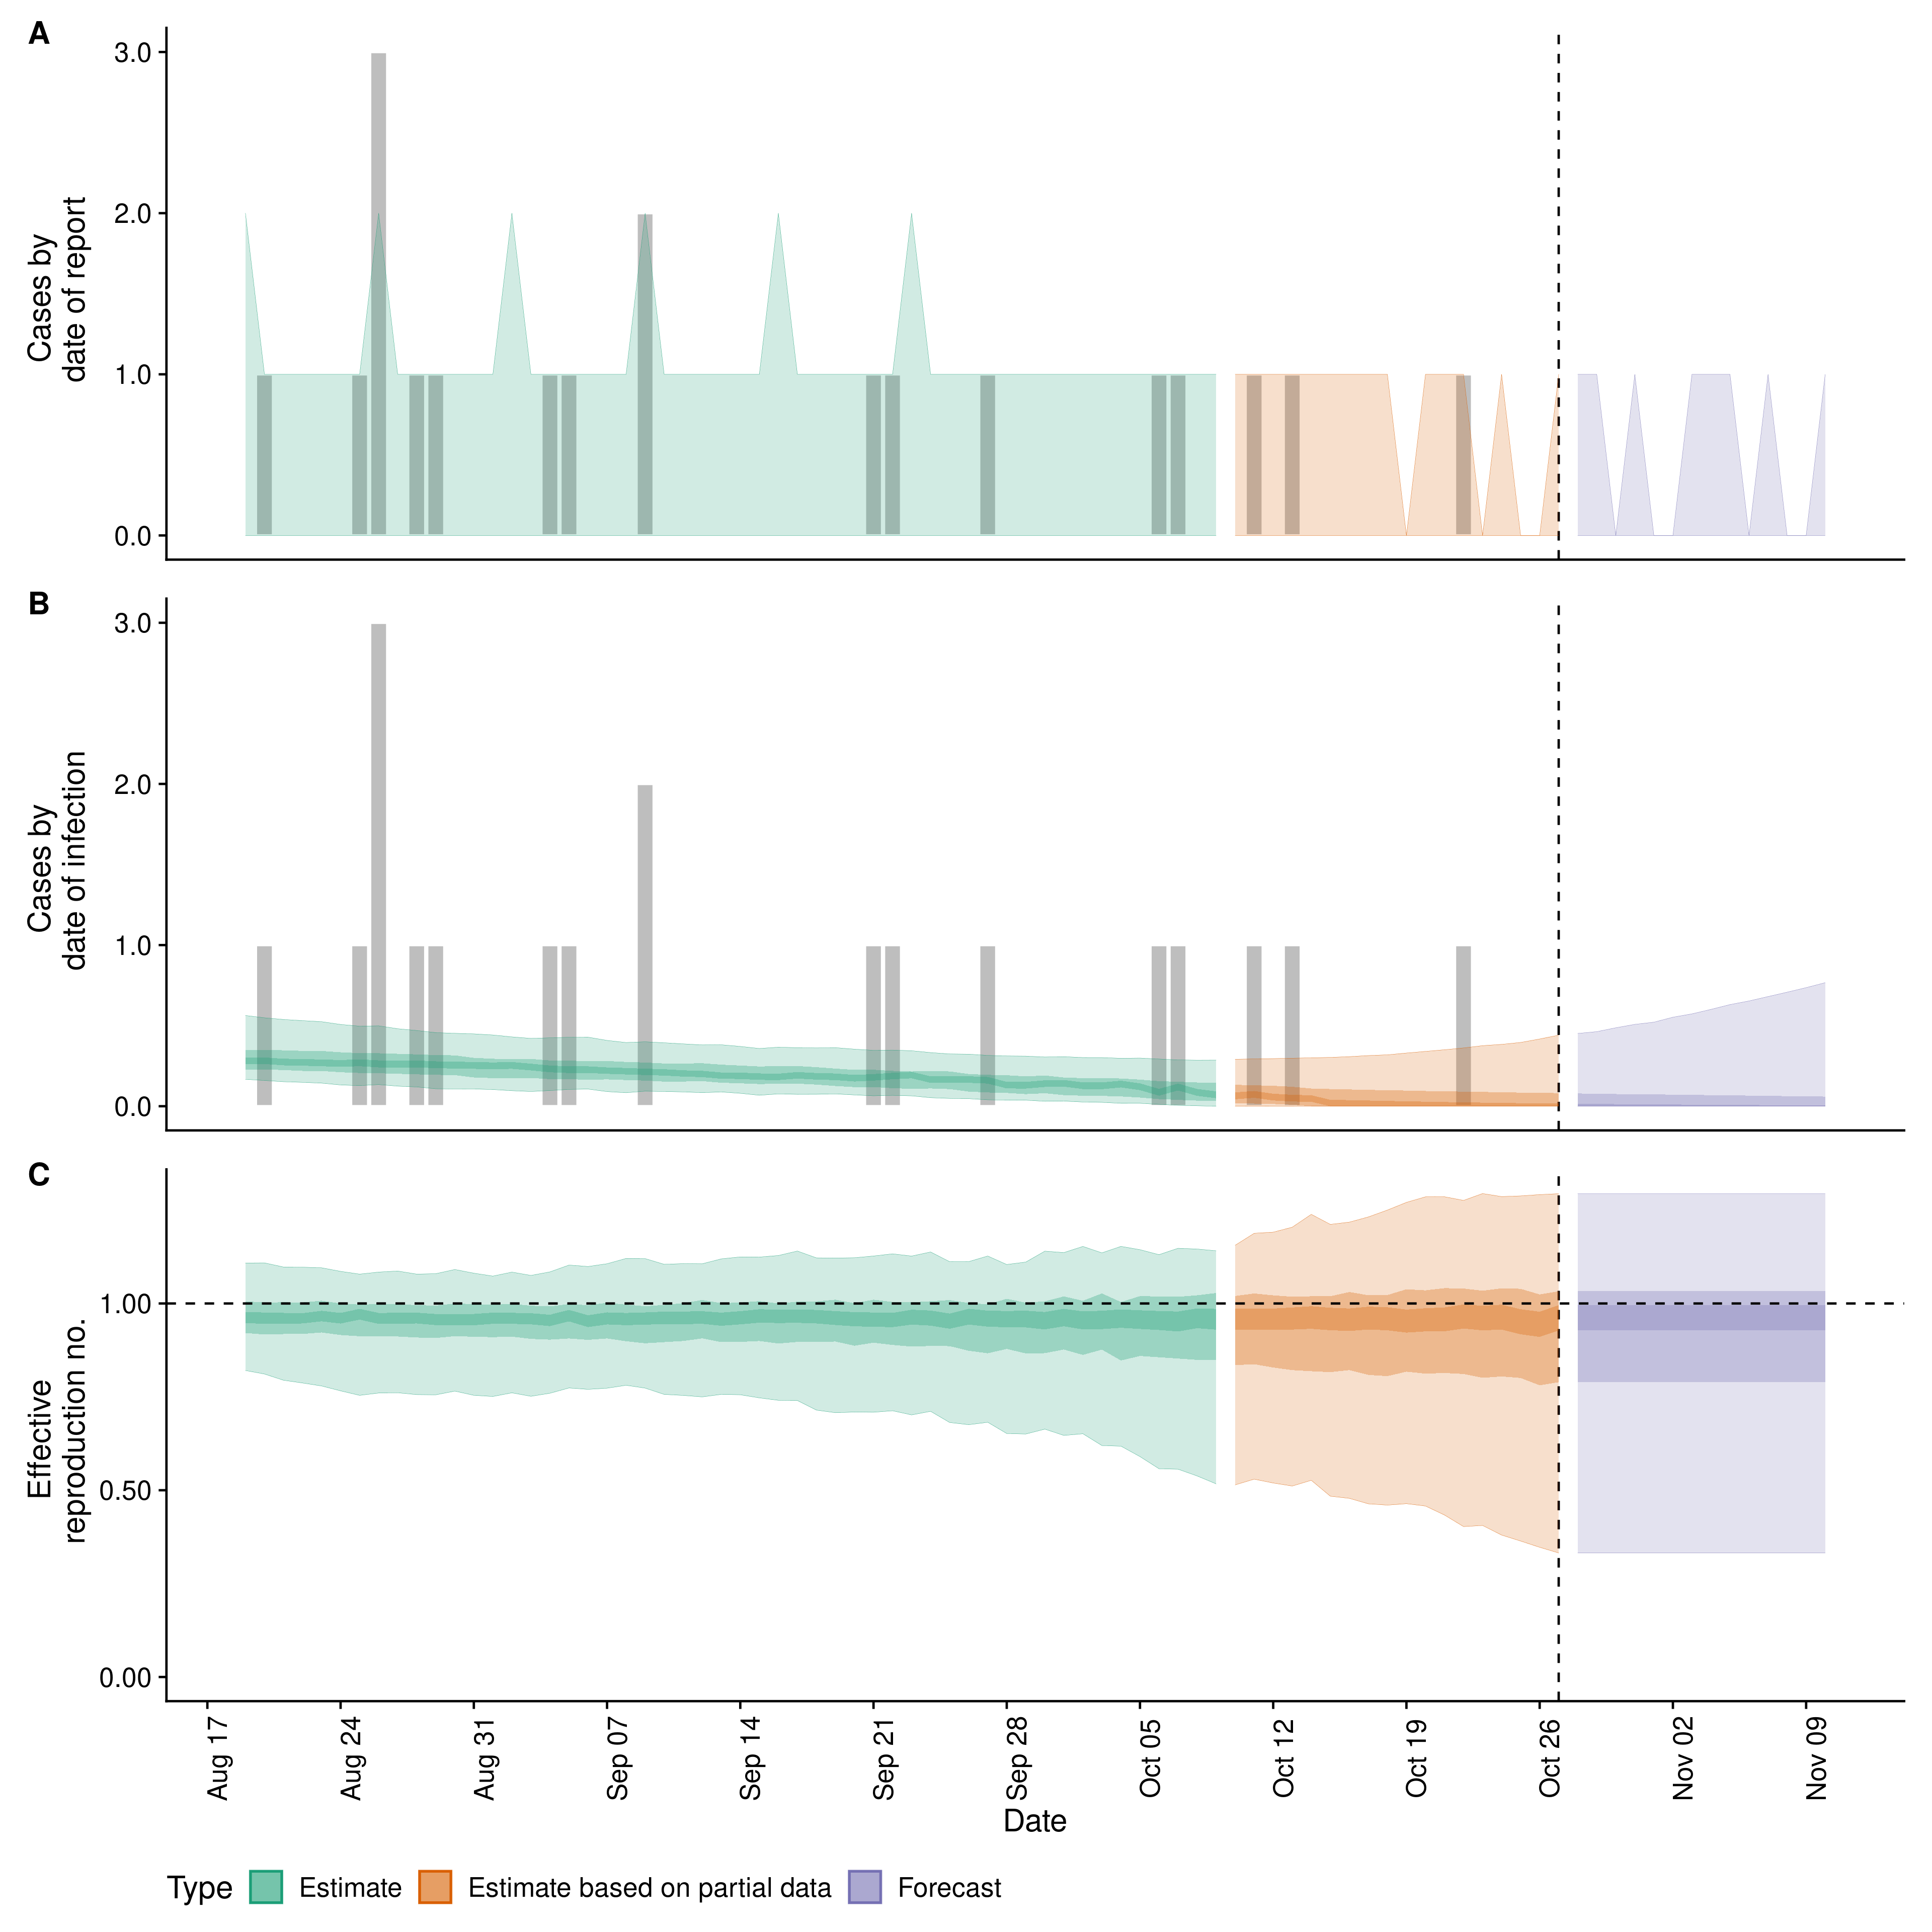 A
3.0
2.0
1.0
0.0
Cases by
date of report
B
3.0
2.0
1.0
0.0
Cases by
date of infection
C
1.00
0.50
0.00
Effective
reproduction no.
Aug 17
Aug 24
Aug 31
Sep 07
Sep 14
Sep 21
Sep 28
Oct 05
Oct 12
Oct 19
Oct 26
Nov 02
Nov 09
Date
Type Estimate Estimate based on partial data Forecast